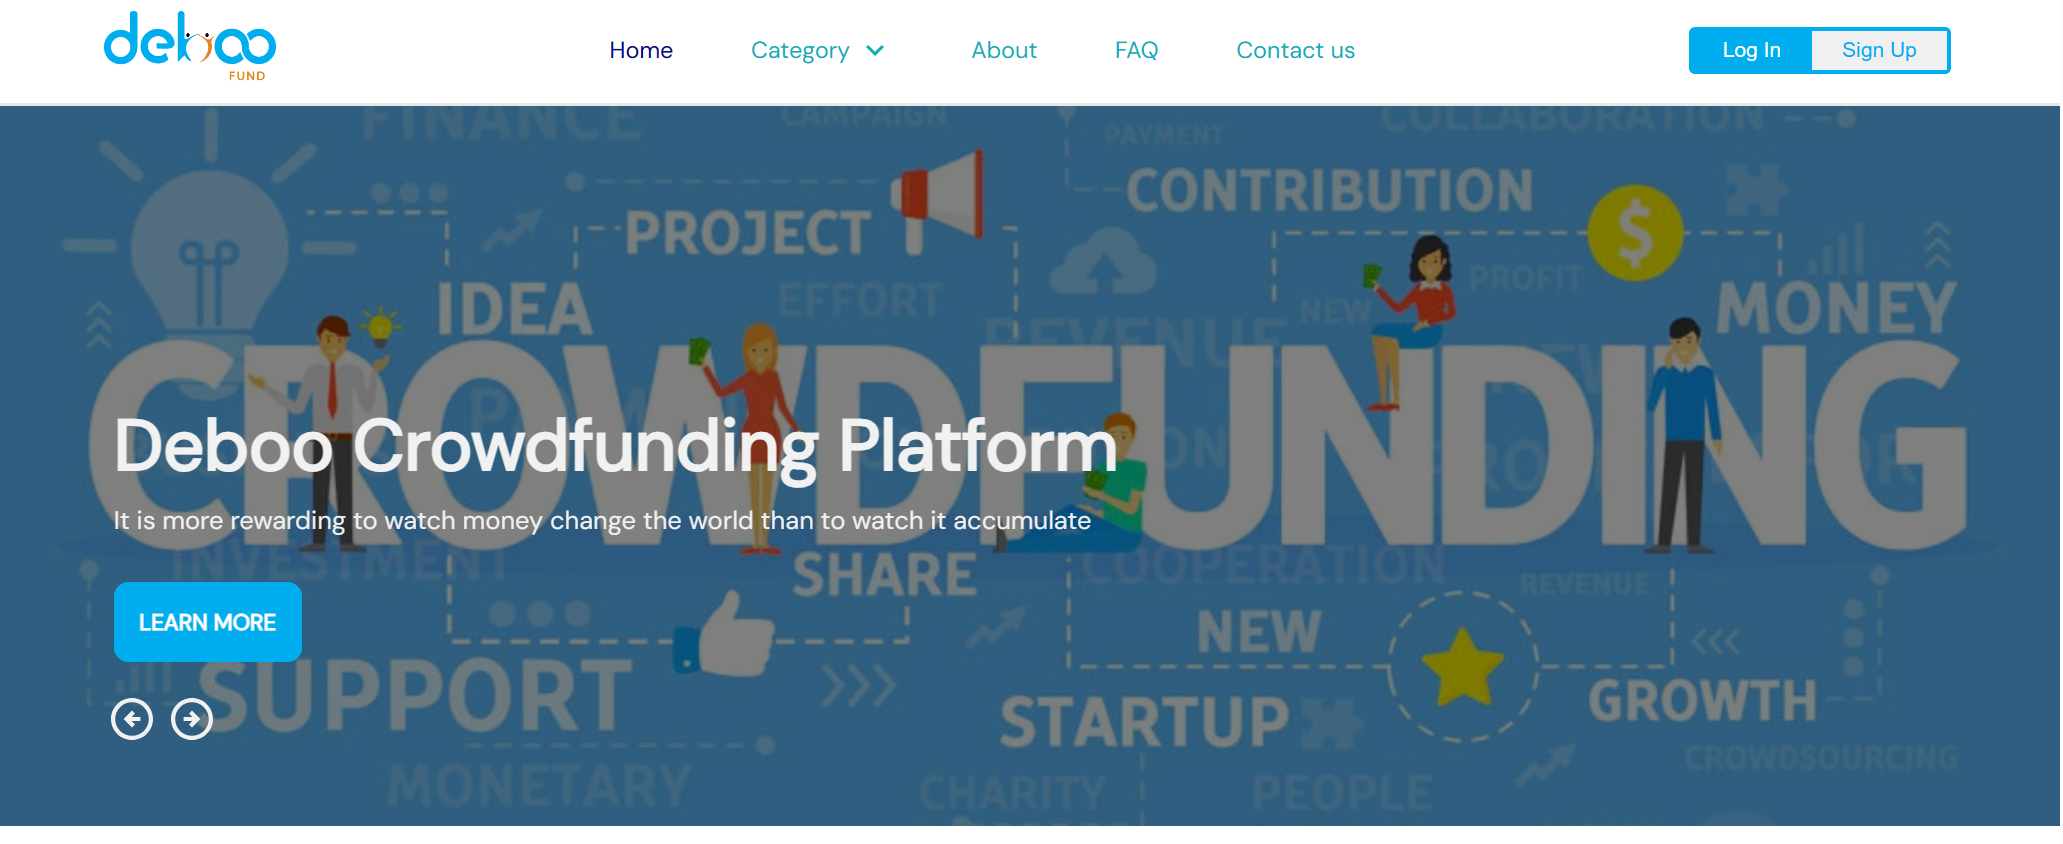 deboo
FUND
Home
Category
About
FAQ
Contact us
Log In
Sign Up
FINANCE
CAMPAIGN
PAYMENT
COLLABORATION
CONTRIBUTION
PROJECT
IDEA
EFFORT
REVENUE
NEW
PROFIT
MONEY
CROWDFUNDING
Deboo Crowdfunding Platform
It is more rewarding to watch money change the world than to watch it accumulate
INVESTMENT
SHARE
COOPERATION
REVENUE
LEARN MORE
NEW
SUPPORT
STARTUP
GROWTH
MONETARY
CHARITY
PEOPLE
CROWDSOURCING